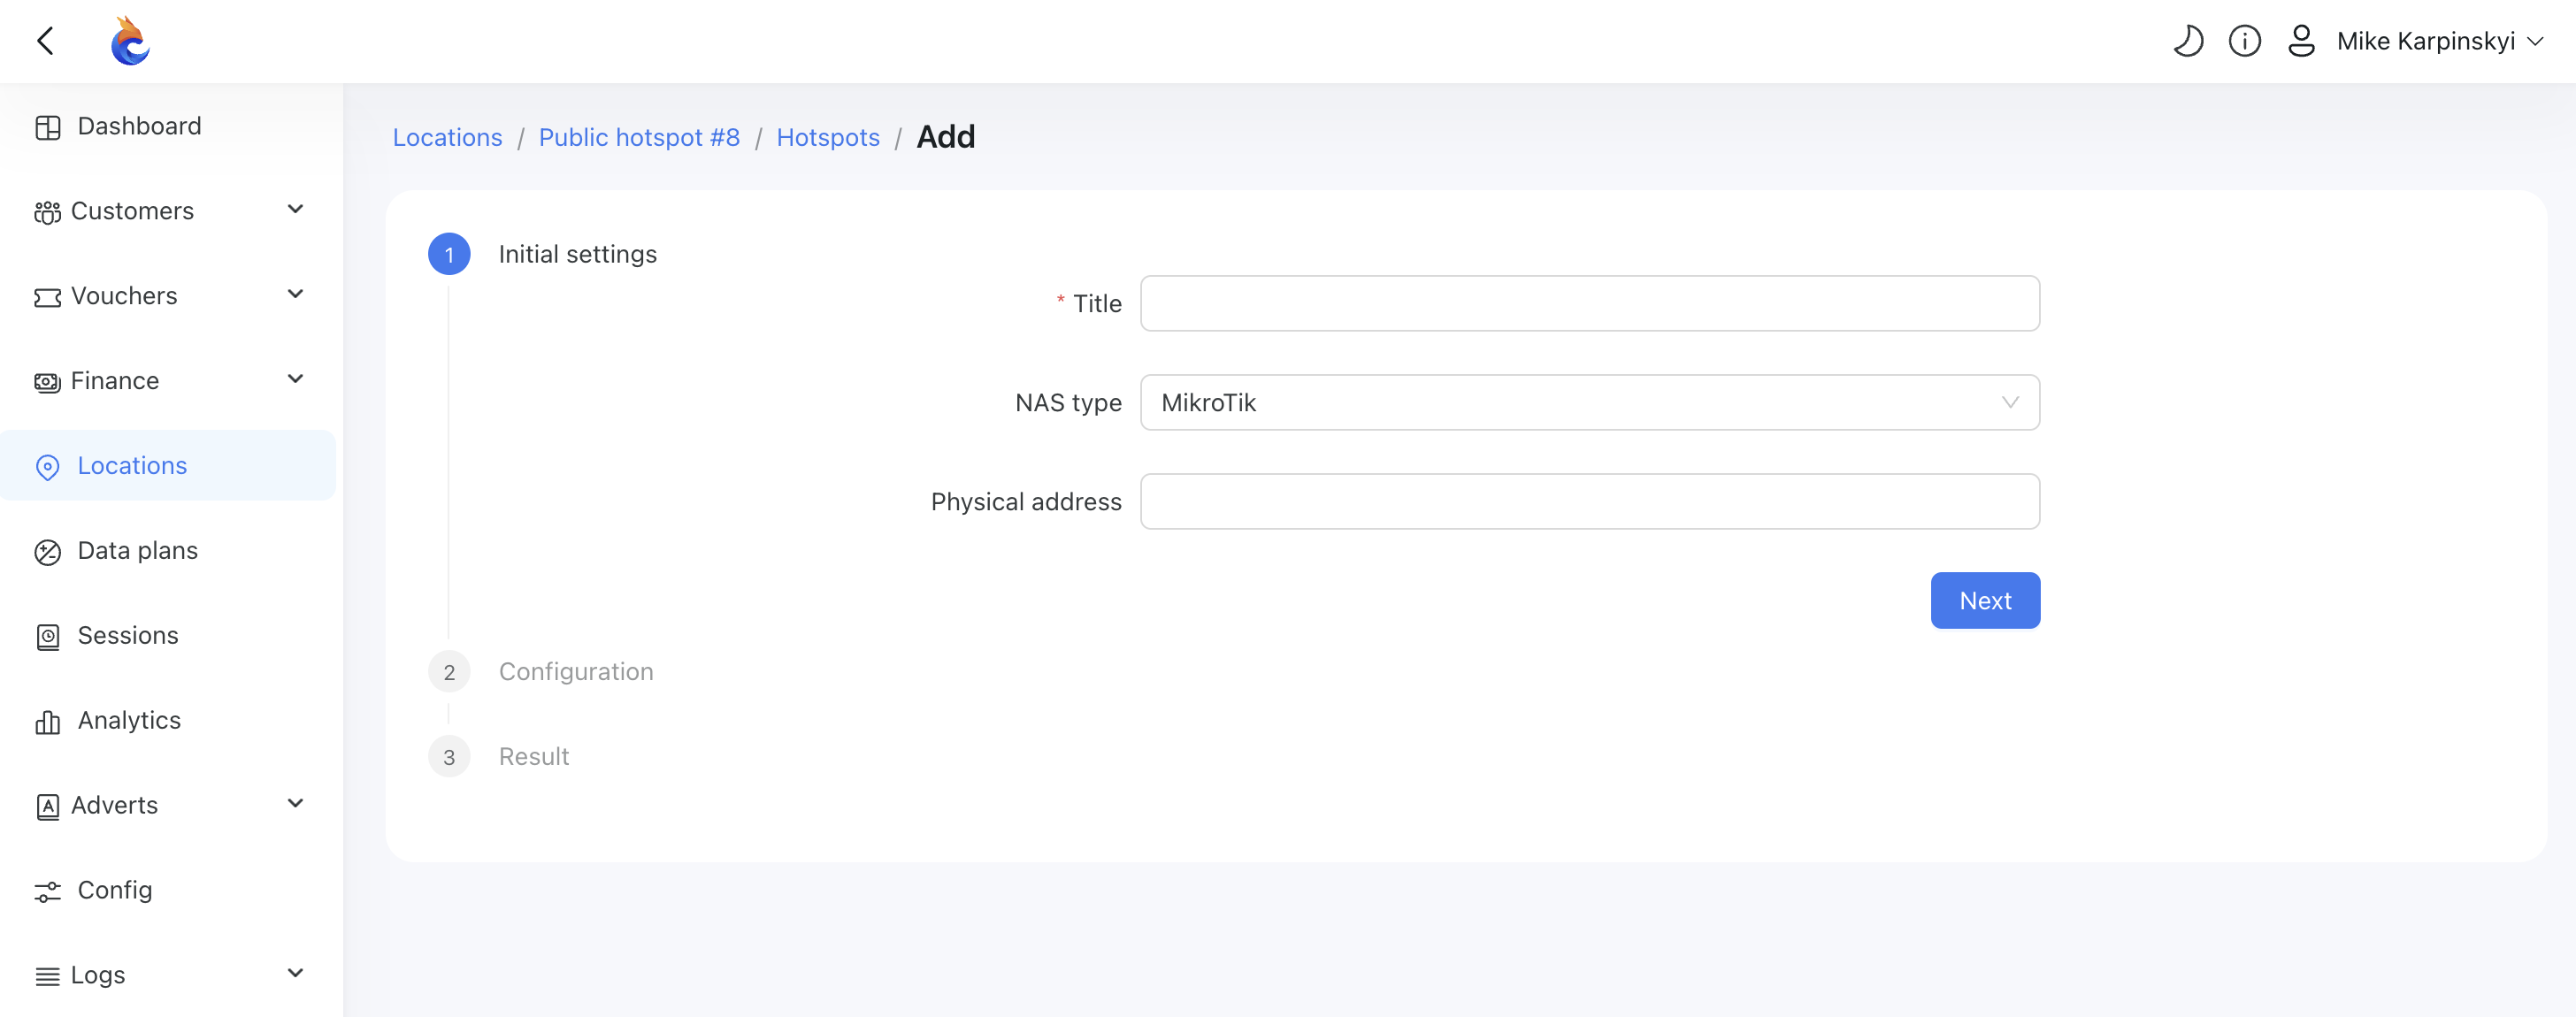 Mike Karpinskyi
Dashboard
Customers
Vouchers
Finance
Locations
Data plans
Sessions
Analytics
Adverts
Config
Logs
Locations / Public hotspot #8 / Hotspots / Add
1 Initial settings
* Title
NAS type MikroTik
Physical address
Next
2 Configuration
3 Result